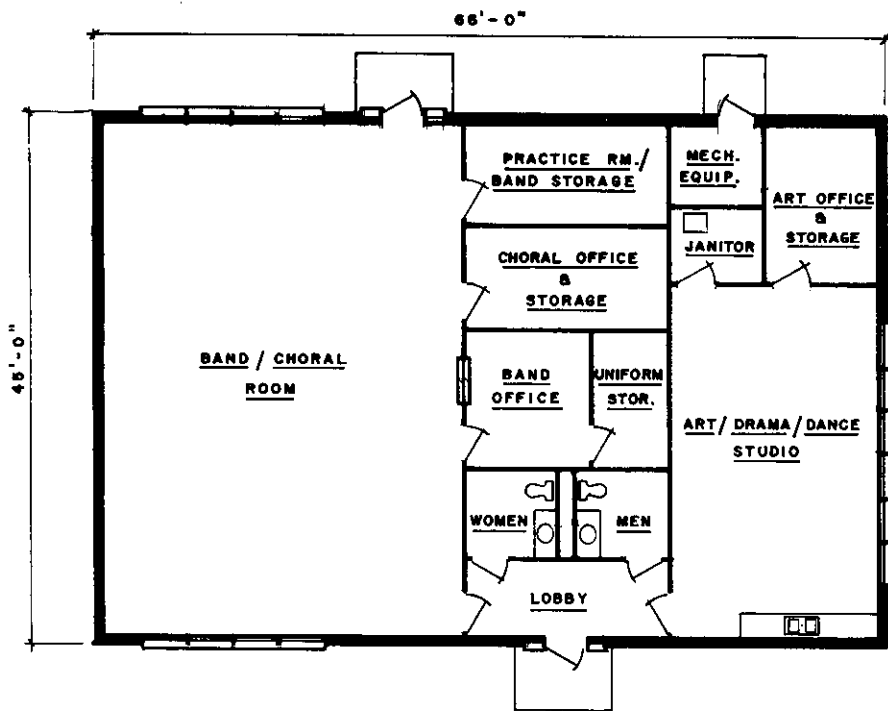 66'-0"
45'-0"
PRACTICE RM./
BAND STORAGE
MECH.
EQUIP.
ART OFFICE
&
STORAGE
JANITOR
CHORAL OFFICE
&
STORAGE
BAND / CHORAL
ROOM
BAND
OFFICE
UNIFORM
STOR.
ART/DRAMA/DANCE
STUDIO
WOMEN
MEN
LOBBY